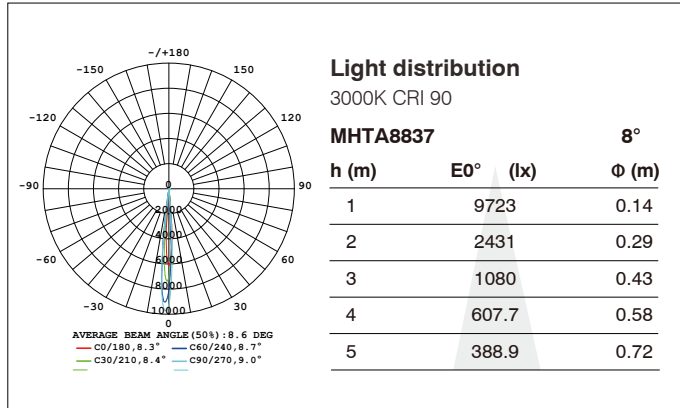 -/+180
-150 150
-120 120
-90 0 90
2000
4000
-60 6000 60
8000
-30 10000 30
0
AVERAGE BEAM ANGLE(50%):8.6 DEG
C0/180,8.3° C60/240,8.7°
C30/210,8.4° C90/270,9.0°
Light distribution
3000K CRI 90
MHTA8837 8°
h (m) E0° (lx) Φ (m)
1 9723 0.14
2 2431 0.29
3 1080 0.43
4 607.7 0.58
5 388.9 0.72